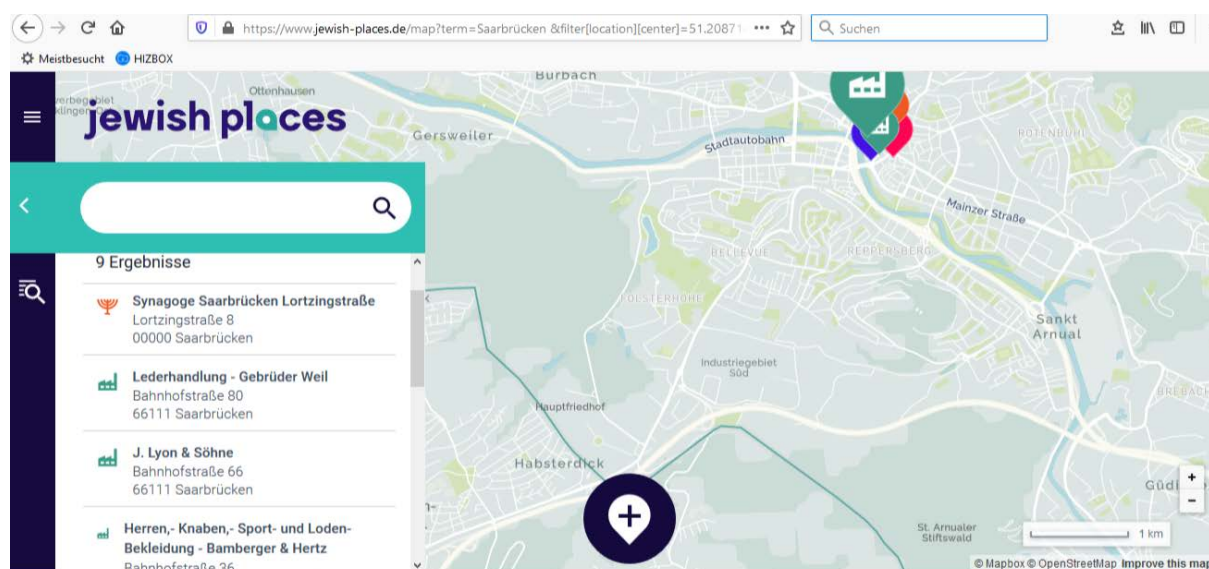 https://www.jewish-places.de/map?term=Saarbrücken &filter[location][center]=51.2087
Suchen
Meistbesucht HIZBOX
jewish places
9 Ergebnisse
Synagoge Saarbrücken Lortzingstraße
Lortzingstraße 8
00000 Saarbrücken
Lederhandlung - Gebrüder Weil
Bahnhofstraße 80
66111 Saarbrücken
J. Lyon & Söhne
Bahnhofstraße 66
66111 Saarbrücken
Herren,- Knaben,- Sport- und Loden-
Bekleidung - Bamberger & Hertz
Bahnhofstraße 36
Burbach
Ottenhausen
Gersweiler
Stadtautobahn
ROTENBÜHL
Mainzer Straße
BELLEVUE
REPPERSBERG
FOLSTERHÖHE
Sankt
Arnual
Industriegebiet
Süd
Hauptfriedhof
Habsterdick
St. Arnualer
Stiftswald
1 km
© Mapbox © OpenStreetMap Improve this map